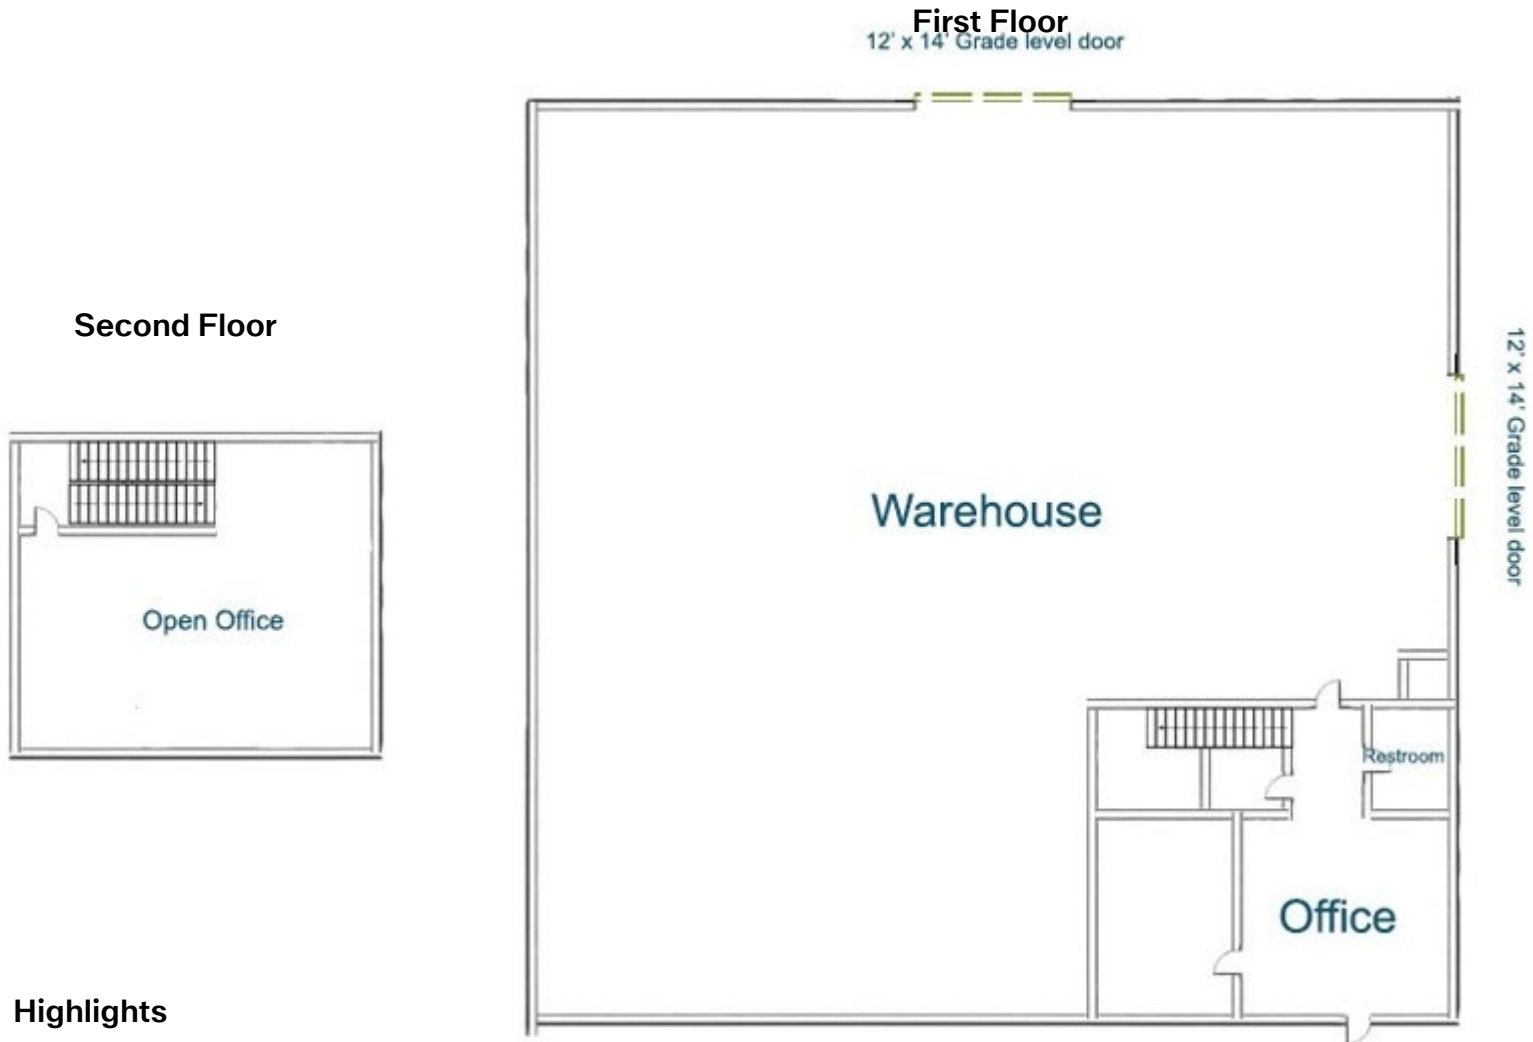 First Floor
12' x 14' Grade level door
Second Floor
12' x 14' Grade level door
Warehouse
Open Office
Restroom
Office
Highlights